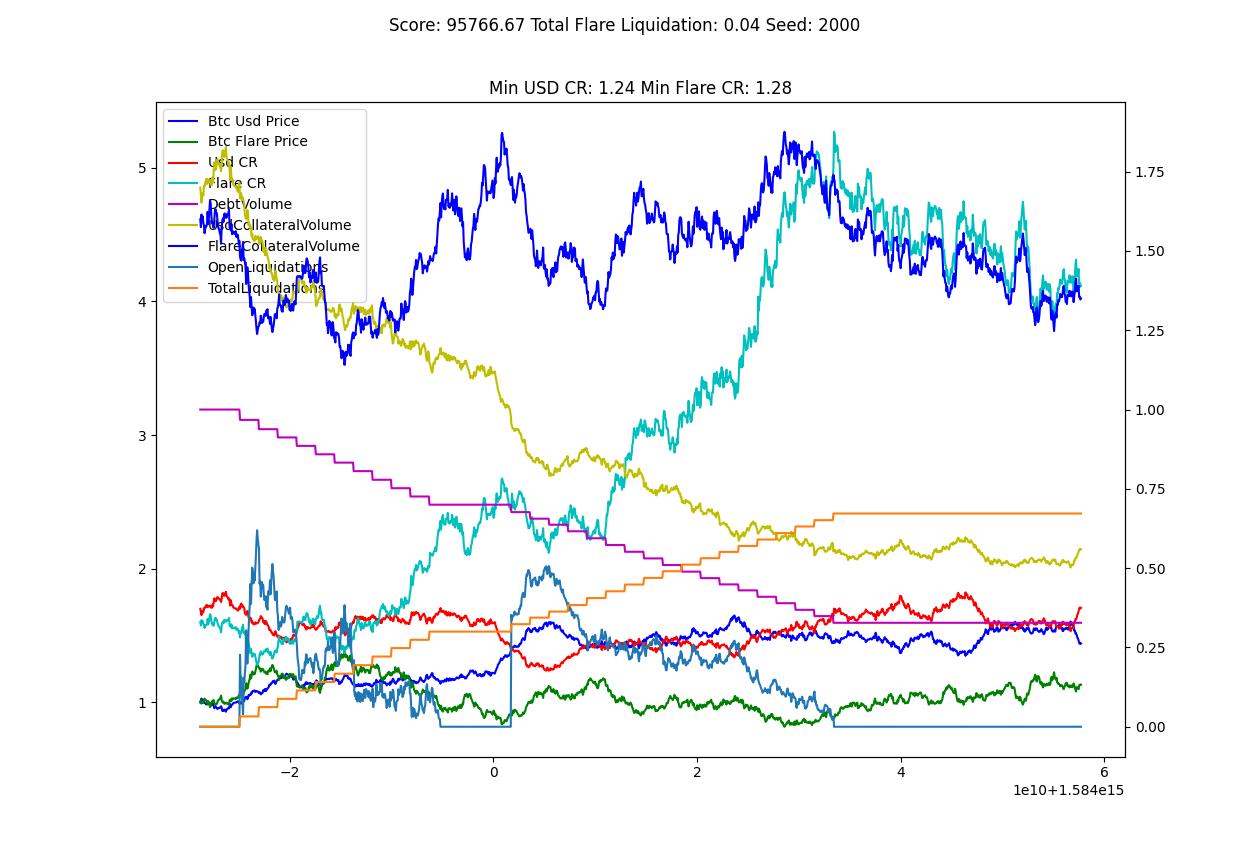 Score: 95766.67 Total Flare Liquidation: 0.04 Seed: 2000
Min USD CR: 1.24 Min Flare CR: 1.28
Btc Usd Price
Btc Flare Price
Usd CR
Flare CR
DebtVolume
UsdCollateralVolume
FlareCollateralVolume
OpenLiquidations
TotalLiquidations
5
4
3
2
1
1.75
1.50
1.25
1.00
0.75
0.50
0.25
0.00
−2
0
2
4
6
1e10+1.584e15